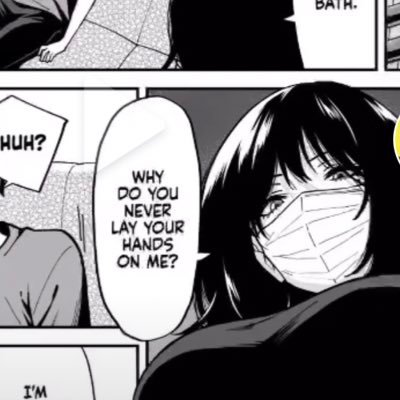 BATH.
HUH?
WHY
DO YOU
NEVER
LAY YOUR
HANDS
ON ME?
I'M